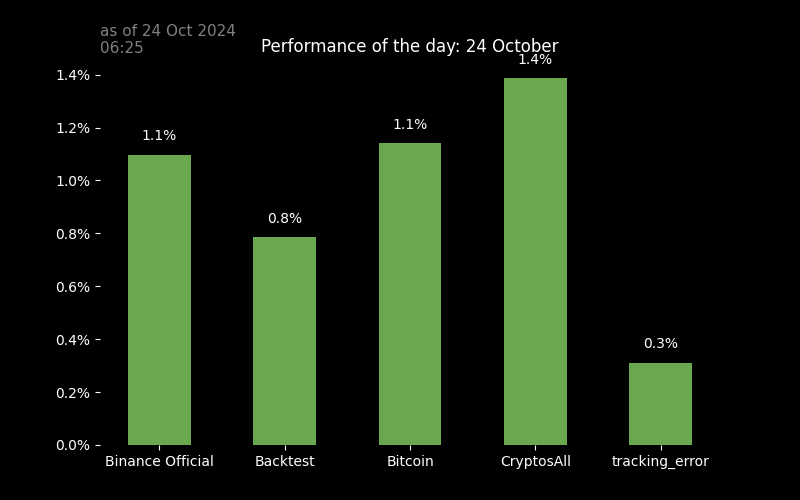 as of 24 Oct 2024
06:25
Performance of the day: 24 October
1.4%
1.2%
1.0%
0.8%
0.6%
0.4%
0.2%
0.0%
1.1%
0.8%
1.1%
1.4%
0.3%
Binance Official
Backtest
Bitcoin
CryptosAll
tracking_error